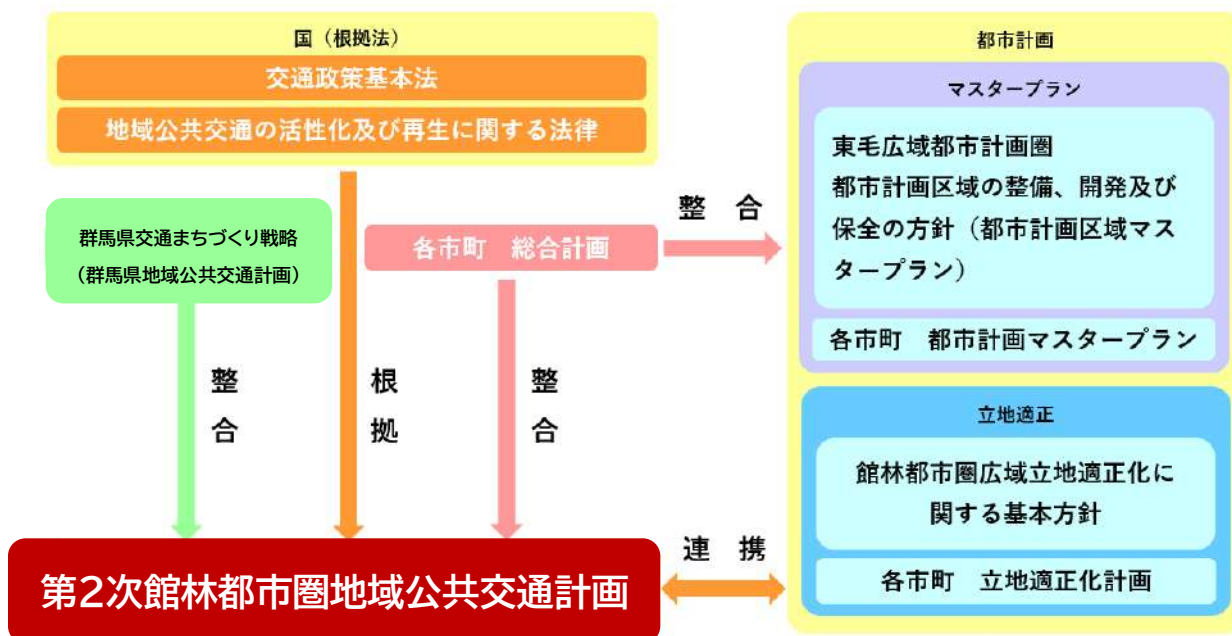 国（根拠法）
交通政策基本法
地域公共交通の活性化及び再生に関する法律
群馬県交通まちづくり戦略
（群馬県地域公共交通計画）
各市町　総合計画
整　合
整合
根拠
整合
第2次館林都市圏地域公共交通計画
連　携
都市計画
マスタープラン
東毛広域都市計画圏
都市計画区域の整備、開発及び
保全の方針（都市計画区域マス
タープラン）
各市町　都市計画マスタープラン
立地適正
館林都市圏広域立地適正化に
関する基本方針
各市町　立地適正化計画